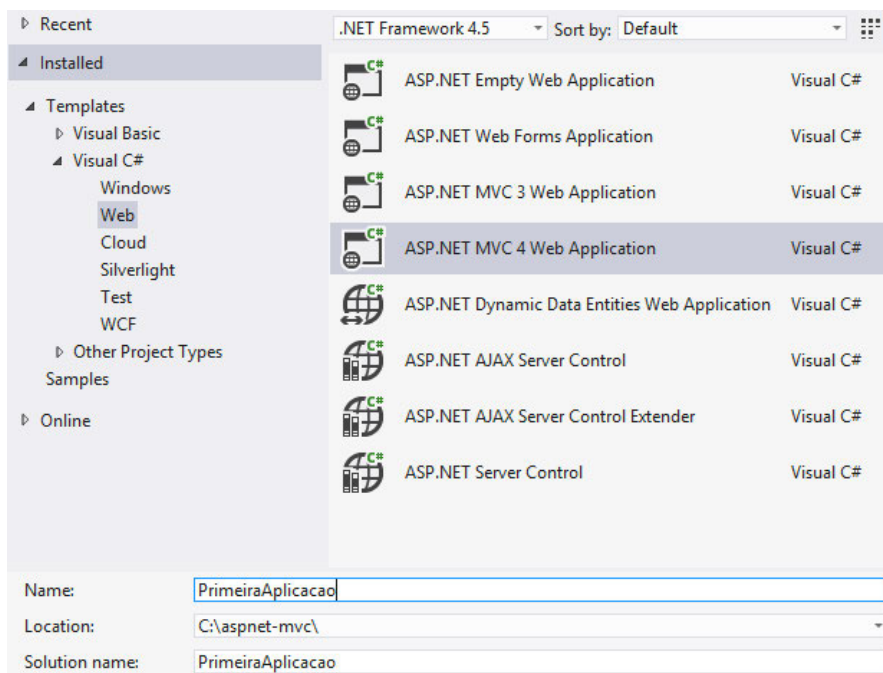 Recent
Installed
Templates
Visual Basic
Visual C#
Windows
Web
Cloud
Silverlight
Test
WCF
Other Project Types
Samples
Online
.NET Framework 4.5 Sort by: Default
C# ASP.NET Empty Web Application Visual C#
C# ASP.NET Web Forms Application Visual C#
C# ASP.NET MVC 3 Web Application Visual C#
C# ASP.NET MVC 4 Web Application Visual C#
C# ASP.NET Dynamic Data Entities Web Application Visual C#
C# ASP.NET AJAX Server Control Visual C#
C# ASP.NET AJAX Server Control Extender Visual C#
C# ASP.NET Server Control Visual C#
Name: PrimeiraAplicacao
Location: C:\aspnet-mvc\
Solution name: PrimeiraAplicacao